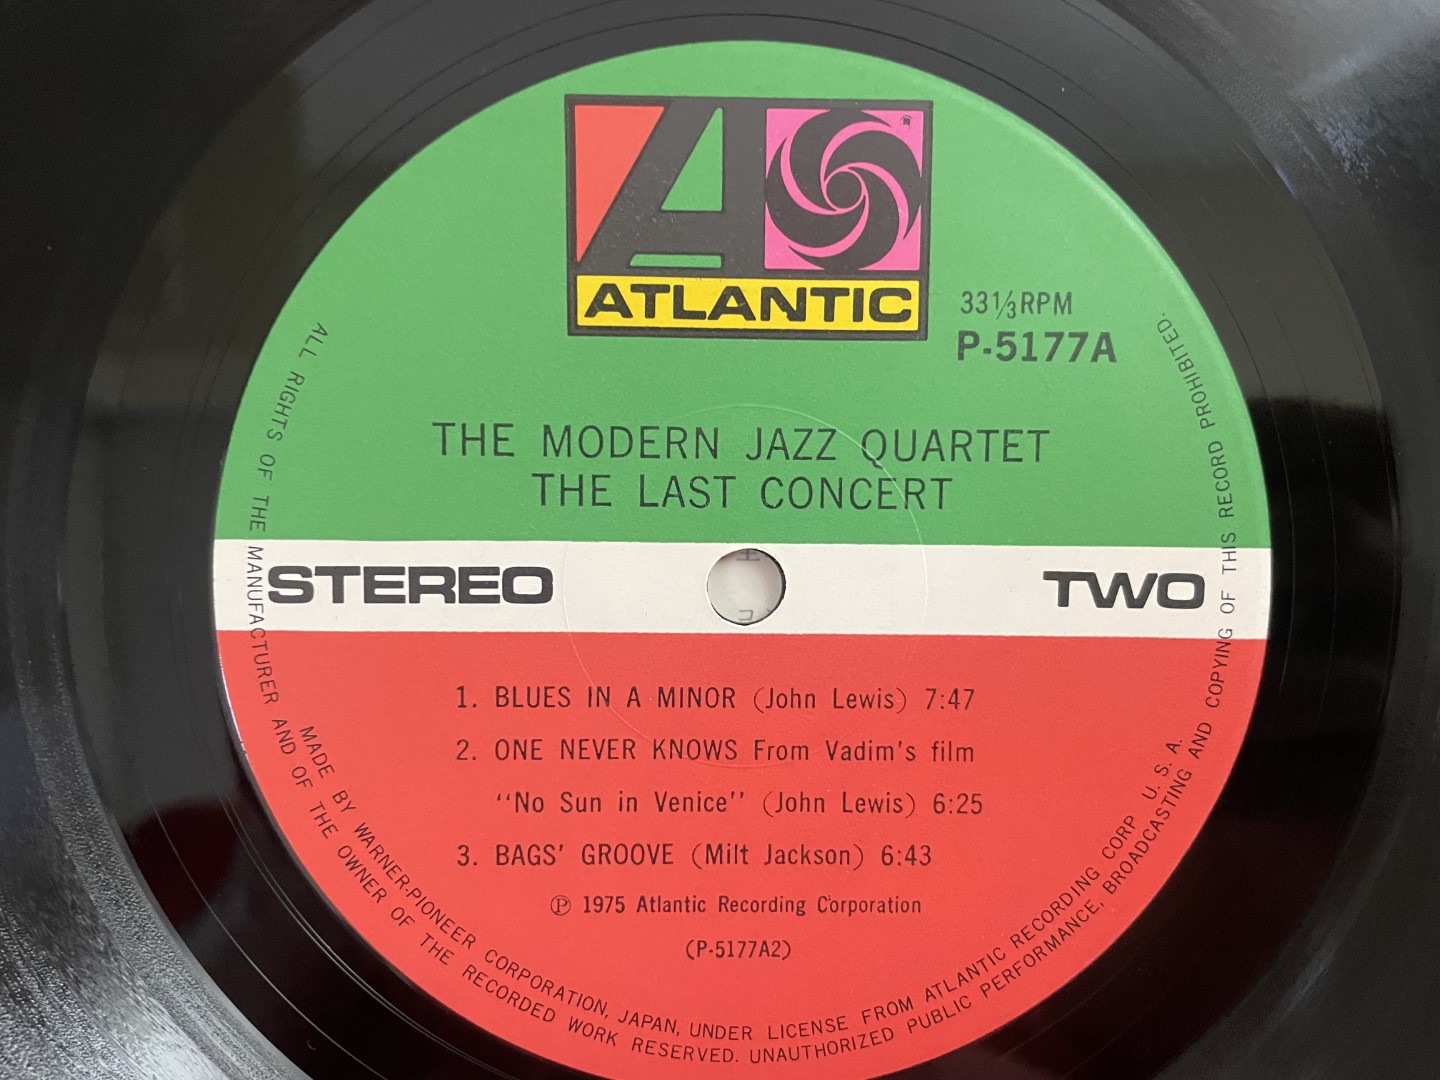 ATLANTIC
33 1/3 RPM
P-5177A
THE MODERN JAZZ QUARTET
THE LAST CONCERT
STEREO
TWO
1. BLUES IN A MINOR (John Lewis) 7:47
2. ONE NEVER KNOWS From Vadim's film
“No Sun in Venice” (John Lewis) 6:25
3. BAGS' GROOVE (Milt Jackson) 6:43
Ⓟ 1975 Atlantic Recording Corporation
(P-5177A2)
MADE BY WARNER-PIONEER CORPORATION, JAPAN, UNDER LICENSE FROM ATLANTIC RECORDING CORP U. S. A.
ALL RIGHTS OF THE MANUFACTURER AND OF THE OWNER OF THE RECORDED WORK RESERVED. UNAUTHORIZED PUBLIC PERFORMANCE, BROADCASTING AND COPYING OF THIS RECORD PROHIBITED.